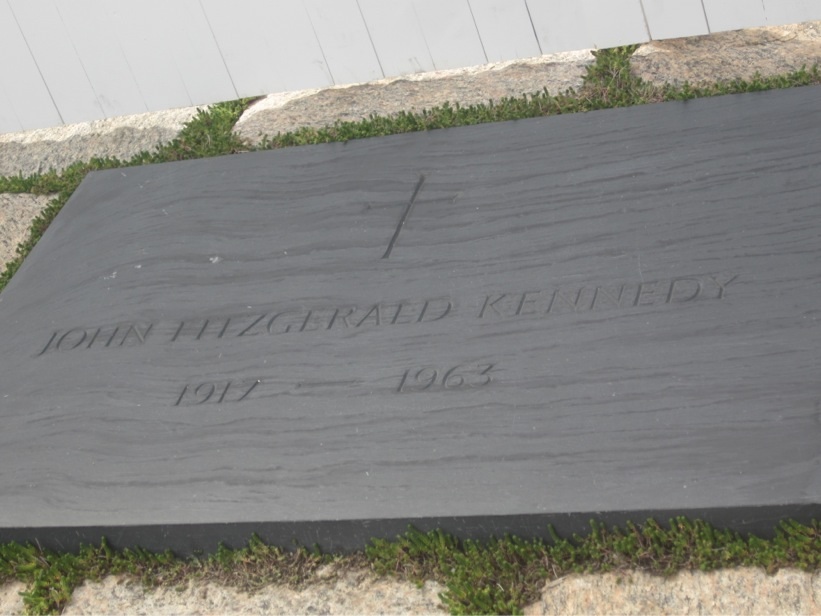 JOHN FITZGERALD KENNEDY
1917 — 1963